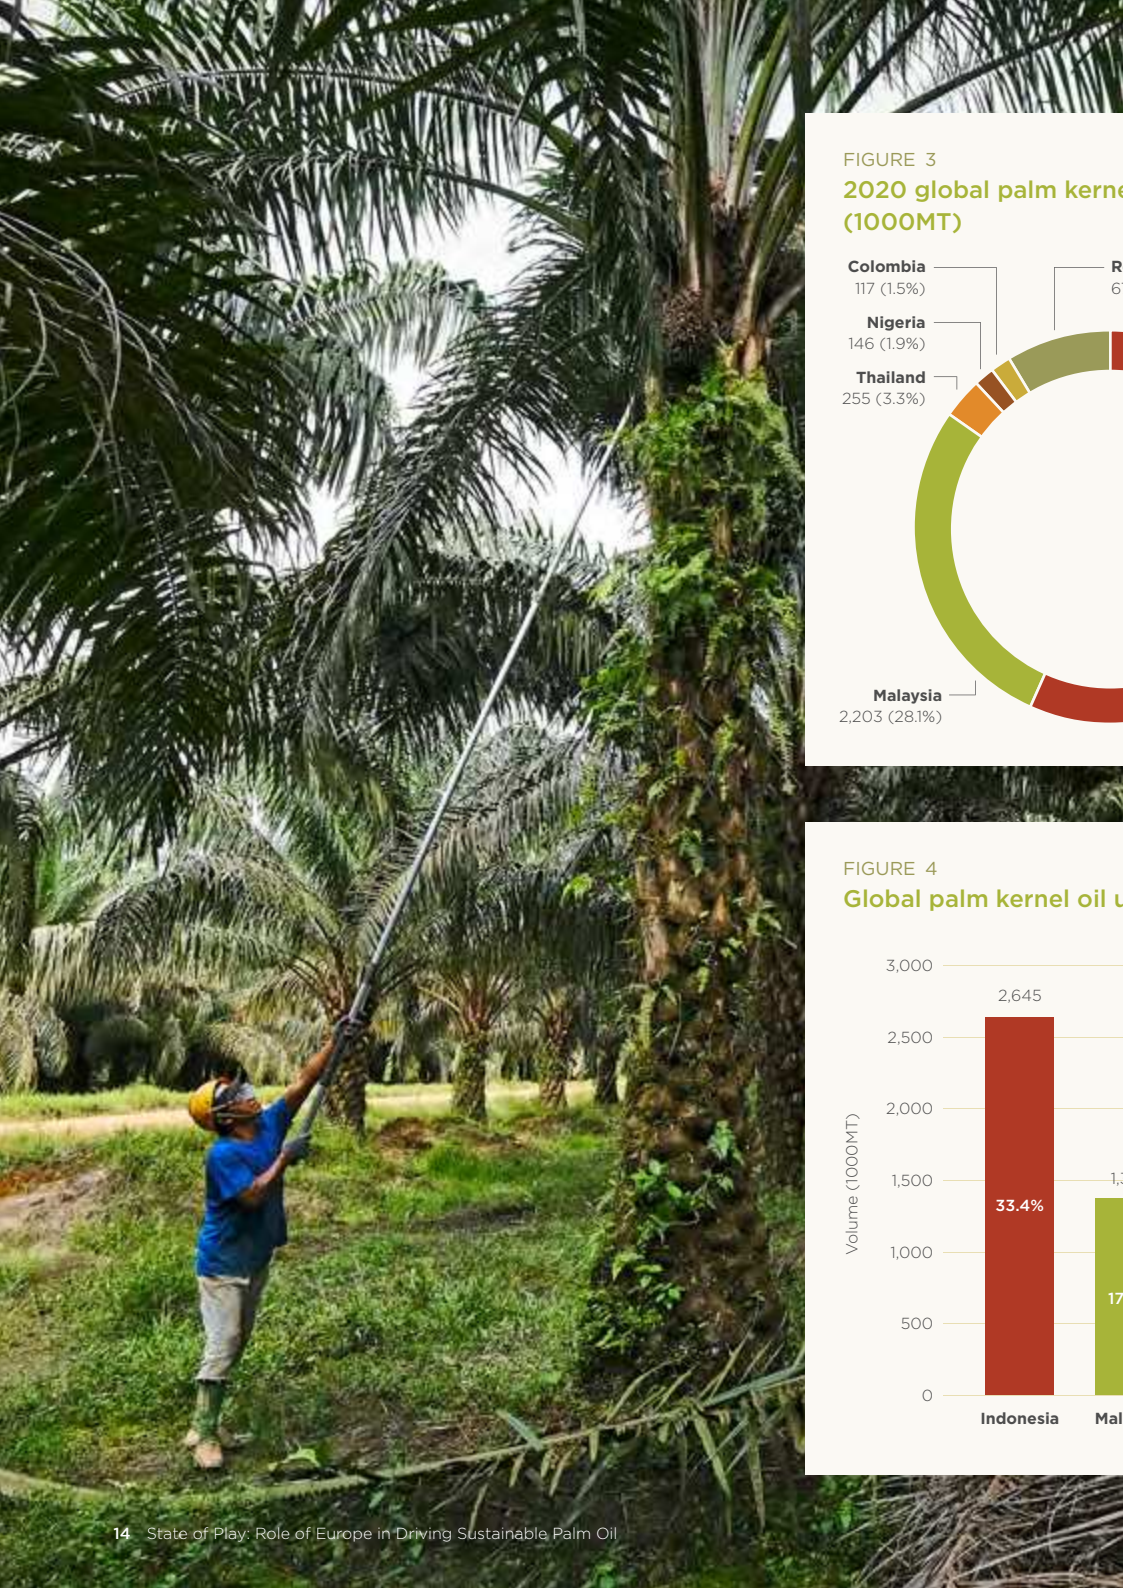 FIGURE 3
2020 global palm
(1000MT)
Colombia
117 (1.5%)
Nigeria
146 (1.9%)
Thailand
255 (3.3%)
Malaysia
2,203 (28.1%)
FIGURE 4
Global palm kernel oil
3,000
2,645
2,500
2,000
1,500
33.4%
1,000
500
0
Volume (1000MT)
Indonesia
14 State of Play: Role of Europe in Driving Sustainable Palm Oil